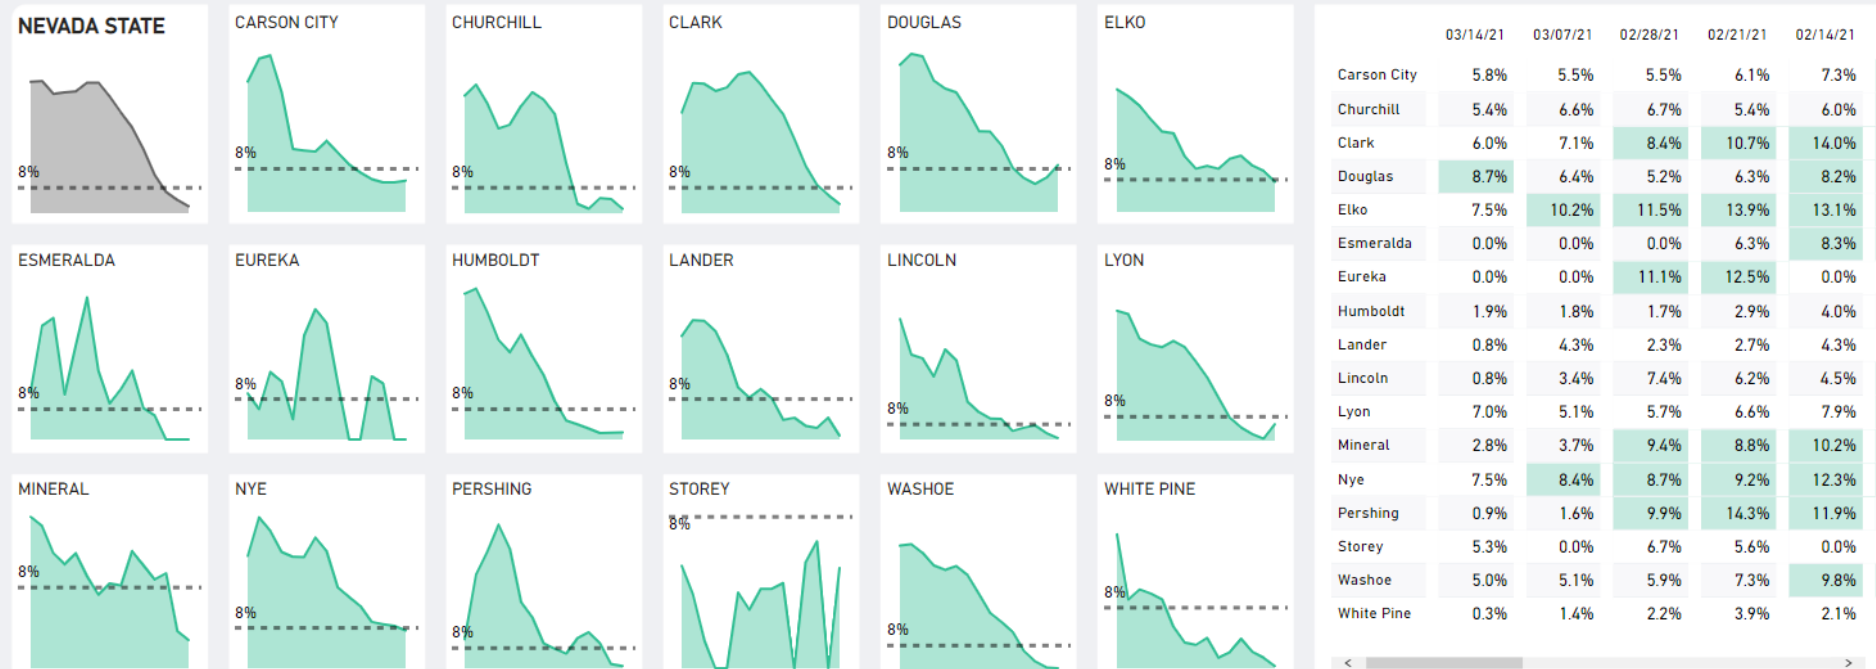 NEVADA STATE
8%
CARSON CITY
8%
CHURCHILL
8%
CLARK
8%
DOUGLAS
8%
ELKO
8%
ESMERALDA
8%
EUREKA
8%
HUMBOLDT
8%
LANDER
8%
LINCOLN
8%
LYON
8%
MINERAL
8%
NYE
8%
PERSHING
8%
STOREY
8%
WASHOE
8%
WHITE PINE
8%
03/14/21 03/07/21 02/28/21 02/21/21 02/14/21
Carson City 5.8% 5.5% 5.5% 6.1% 7.3%
Churchill 5.4% 6.6% 6.7% 5.4% 6.0%
Clark 6.0% 7.1% 8.4% 10.7% 14.0%
Douglas 8.7% 6.4% 5.2% 6.3% 8.2%
Elko 7.5% 10.2% 11.5% 13.9% 13.1%
Esmeralda 0.0% 0.0% 0.0% 6.3% 8.3%
Eureka 0.0% 0.0% 11.1% 12.5% 0.0%
Humboldt 1.9% 1.8% 1.7% 2.9% 4.0%
Lander 0.8% 4.3% 2.3% 2.7% 4.3%
Lincoln 0.8% 3.4% 7.4% 6.2% 4.5%
Lyon 7.0% 5.1% 5.7% 6.6% 7.9%
Mineral 2.8% 3.7% 9.4% 8.8% 10.2%
Nye 7.5% 8.4% 8.7% 9.2% 12.3%
Pershing 0.9% 1.6% 9.9% 14.3% 11.9%
Storey 5.3% 0.0% 6.7% 5.6% 0.0%
Washoe 5.0% 5.1% 5.9% 7.3% 9.8%
White Pine 0.3% 1.4% 2.2% 3.9% 2.1%